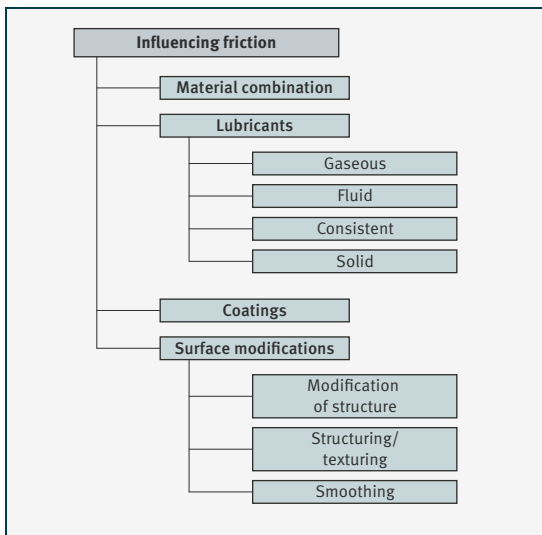 Influencing friction
Material combination
Lubricants
Gaseous
Fluid
Consistent
Solid
Coatings
Surface modifications
Modification
of structure
Structuring/
texturing
Smoothing